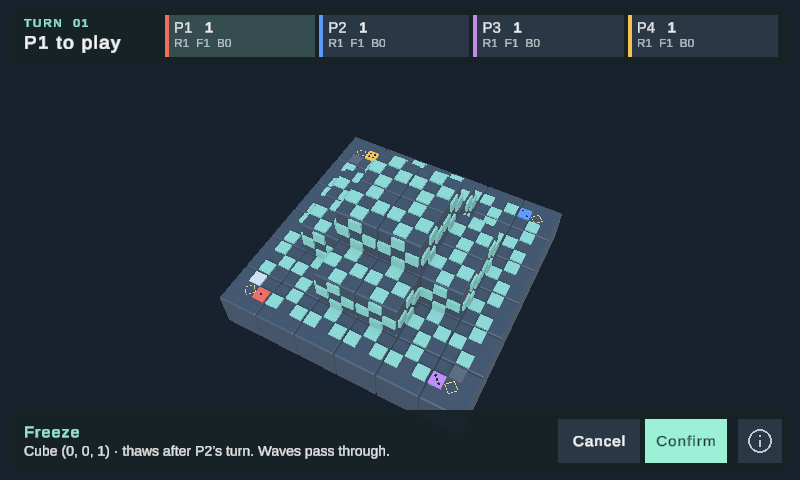 TURN 01
P1 to play
P1 1
R1 F1 B0
P2 1
R1 F1 B0
P3 1
R1 F1 B0
P4 1
R1 F1 B0
Freeze
Cube (0, 0, 1) · thaws after P2's turn. Waves pass through.
Cancel
Confirm